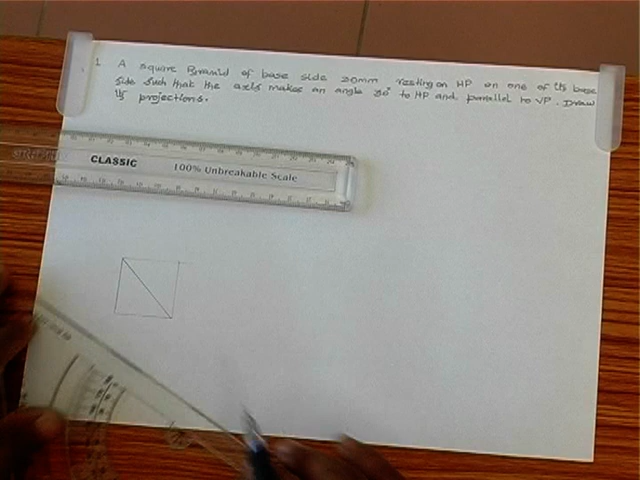 1. A square Pyramid of base side 30mm resting on HP on one of its base
side such that the axis makes an angle 30° to HP and parallel to VP. Draw
its projections.
CLASSIC 100% Unbreakable Scale